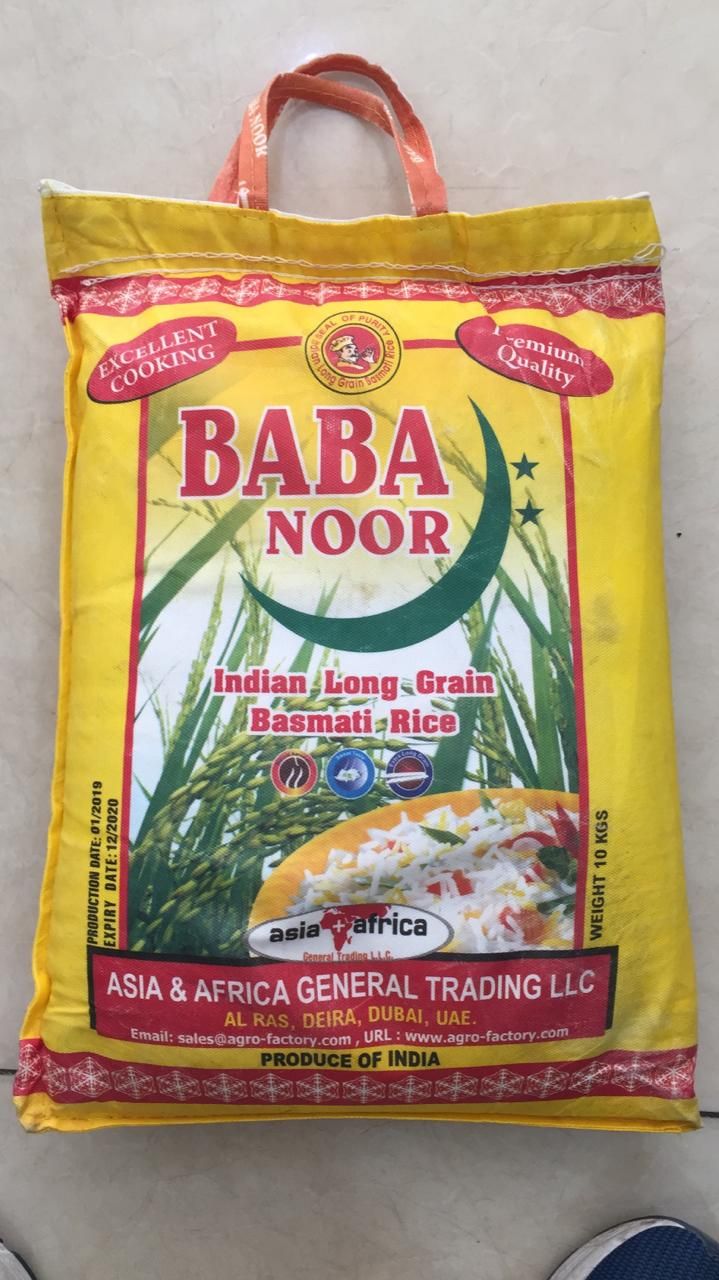 NOOR
EXCELLENT
COOKING
SEAL OF PURITY
Indian Long Grain Basmati Rice
Premium
Quality
BABA
NOOR
Indian Long Grain
Basmati Rice
PRODUCTION DATE: 01/2019
EXPIRY DATE: 12/2020
WEIGHT 10 KGS
asia + africa
General Trading L.L.C.
ASIA & AFRICA GENERAL TRADING LLC
AL RAS, DEIRA, DUBAI, UAE.
Email: sales@agro-factory.com , URL : www.agro-factory.com
PRODUCE OF INDIA